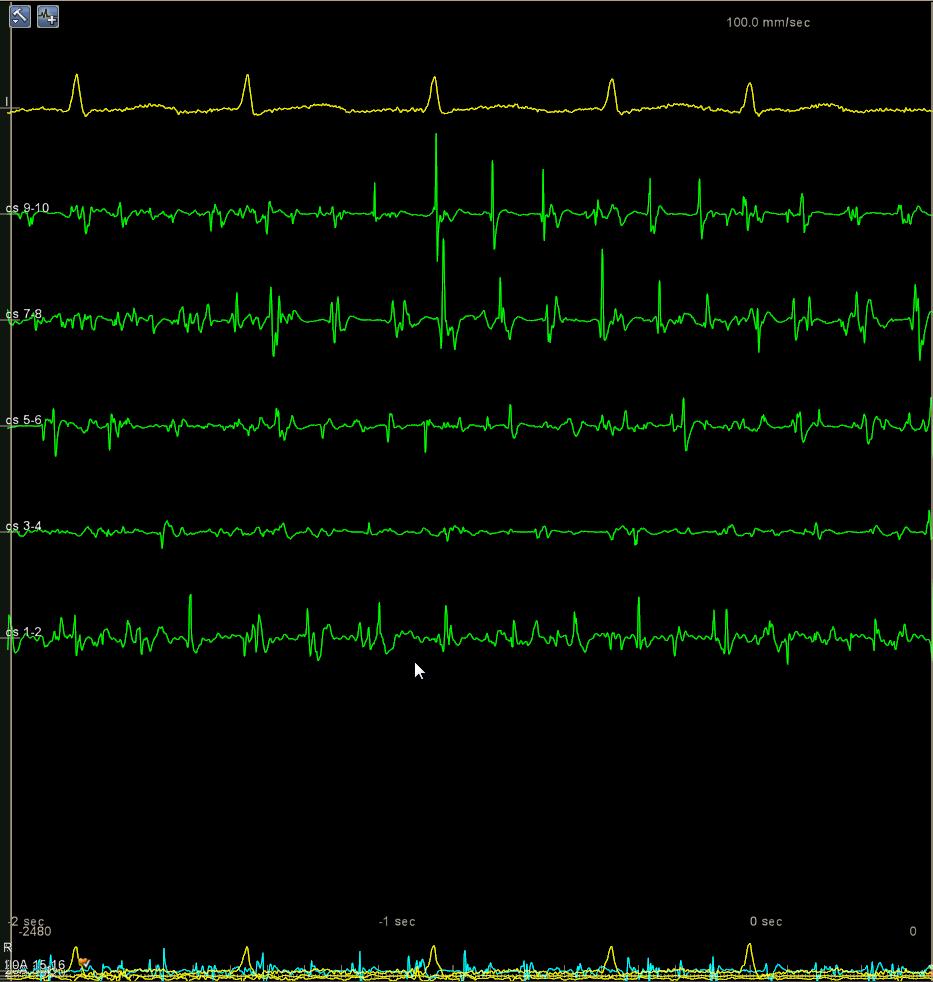 100.0 mm/sec
I
cs 9-10
cs 7-8
cs 5-6
cs 3-4
cs 1-2
-2 sec -1 sec 0 sec
-2480 0
R